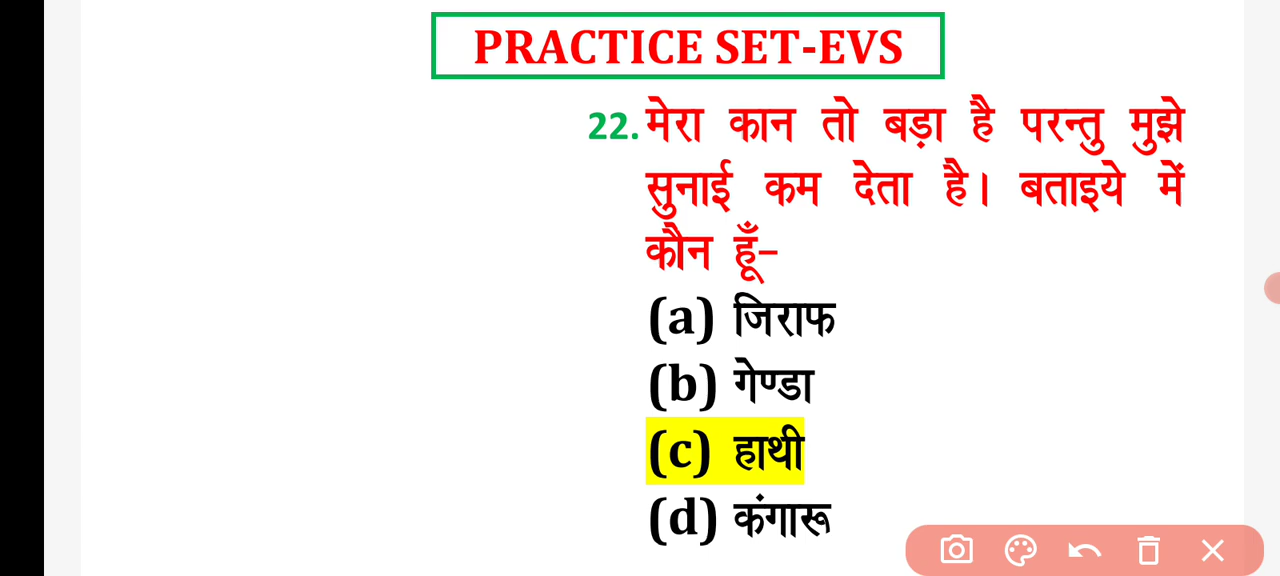 PRACTICE SET-EVS
22. मेरा कान तो बड़ा है परन्तु मुझे
सुनाई कम देता है। बताइये में
कौन हूँ–
(a) जिराफ
(b) गेण्डा
(c) हाथी
(d) कंगारू